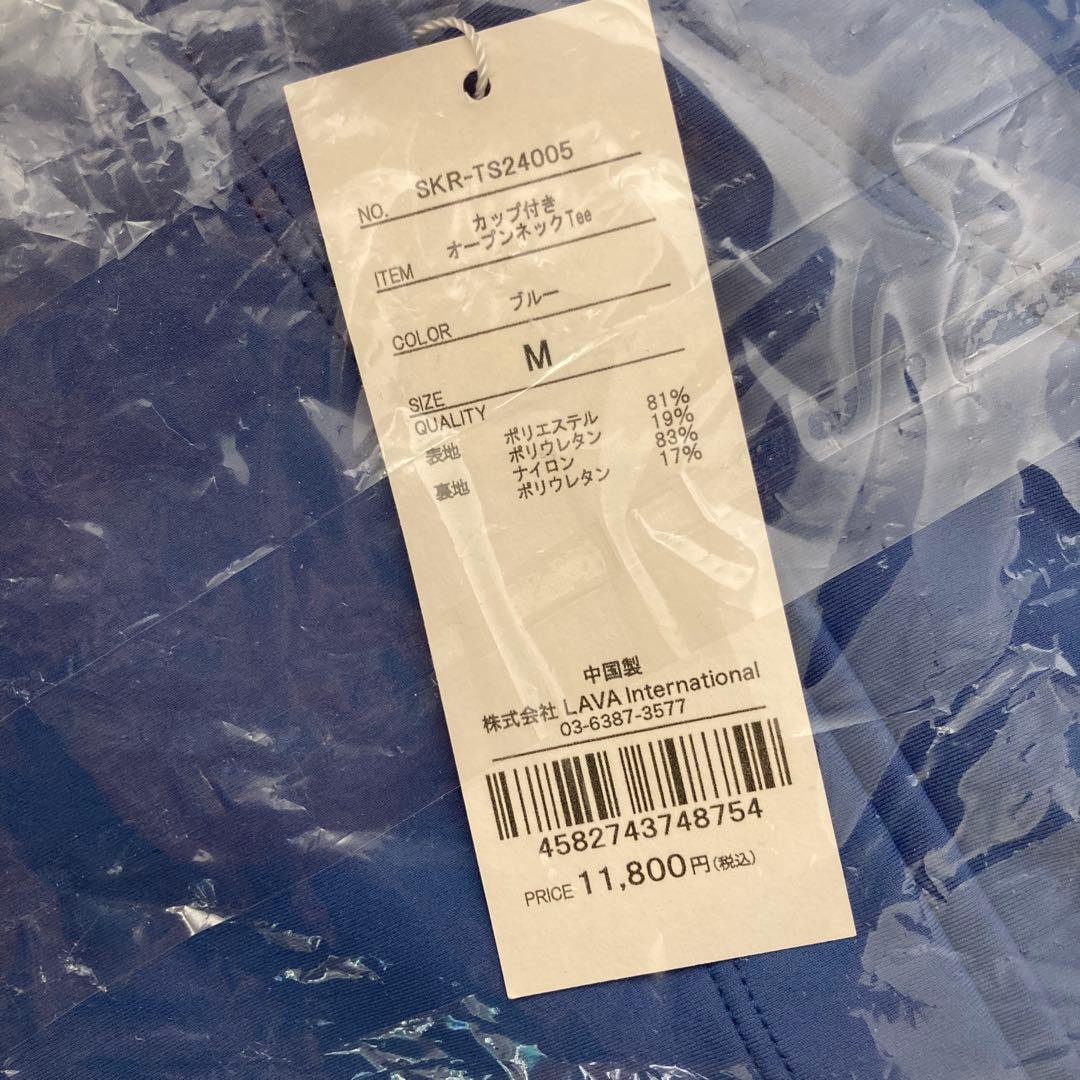 NO. SKR-TS24005
カップ付き
ITEM オープンネックTee
COLOR ブルー
SIZE M
QUALITY
表地 ポリエステル 81%
ポリウレタン 19%
裏地 ナイロン 83%
ポリウレタン 17%
中国製
株式会社 LAVA International
03-6387-3577
4582743748754
PRICE 11,800円(税込)